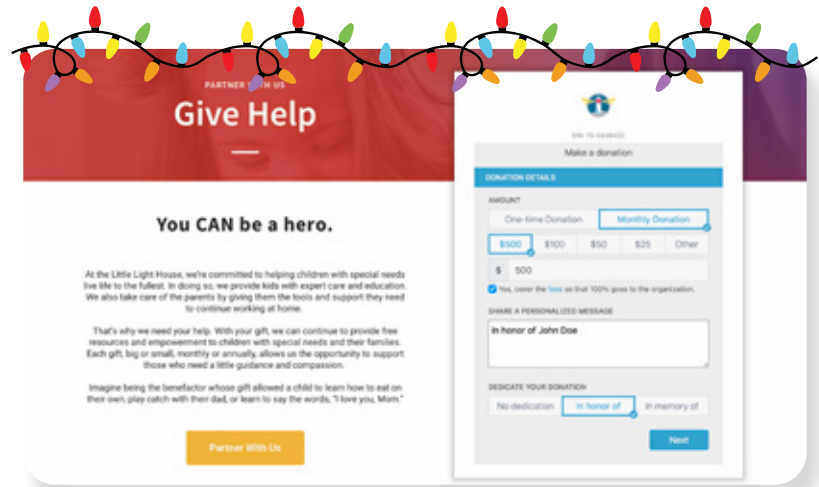 PARTNER WITH US
Give Help
You CAN be a hero.
At the Little Light House, we're committed to helping children with special needs
live life to the fullest. In doing so, we provide kids with expert care and education.
We also take care of the parents by giving them the tools and support they need
to continue working at home.
That's why we need your help. With your gift, we can continue to provide free
resources and empowerment to children with special needs and their families.
Each gift, big or small, monthly or annually, allows us the opportunity to support
those who need a little guidance and compassion.
Imagine being the benefactor whose gift allowed a child to learn how to eat on
their own, play catch with their dad, or learn to say the words, "I love you, Mom."
Partner With Us
Make a donation
DONATION DETAILS
AMOUNT
One-time Donation Monthly Donation
$500 $100 $50 $25 Other
$ 500
Yes, cover the fees so that 100% goes to the organization.
SHARE A PERSONALIZED MESSAGE
In honor of John Doe
DEDICATE YOUR DONATION
No dedication In honor of In memory of
Next